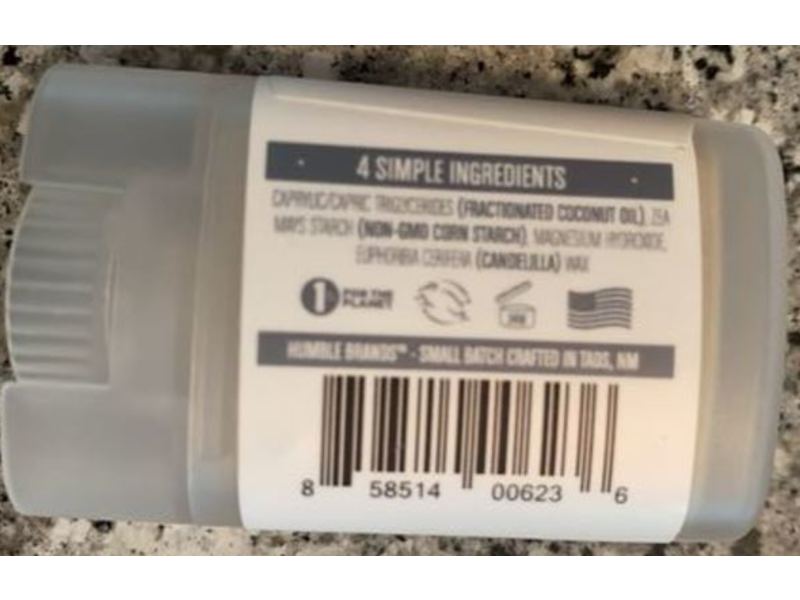 4 SIMPLE INGREDIENTS
CAPRYLIC/CAPRIC TRIGLYCERIDES (FRACTIONATED COCONUT OIL), ZEA
MAYS STARCH (NON-GMO CORN STARCH), MAGNESIUM HYDROXIDE,
EUPHORBIA CERIFERA (CANDELILLA) WAX
1% FOR THE
PLANET
HUMBLE BRANDS™ - SMALL BATCH CRAFTED IN TAOS, NM
8 58514 00623 6